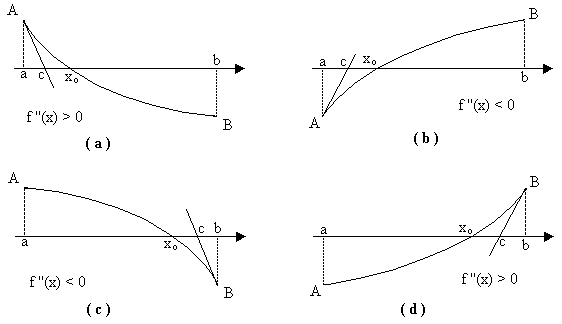 A
a c x₀ b
B
f "(x) > 0
( a )
B
a c x₀ b
A
f "(x) < 0
( b )
A
a x₀ c b
B
f "(x) < 0
( c )
B
a x₀ c b
A
f "(x) > 0
( d )